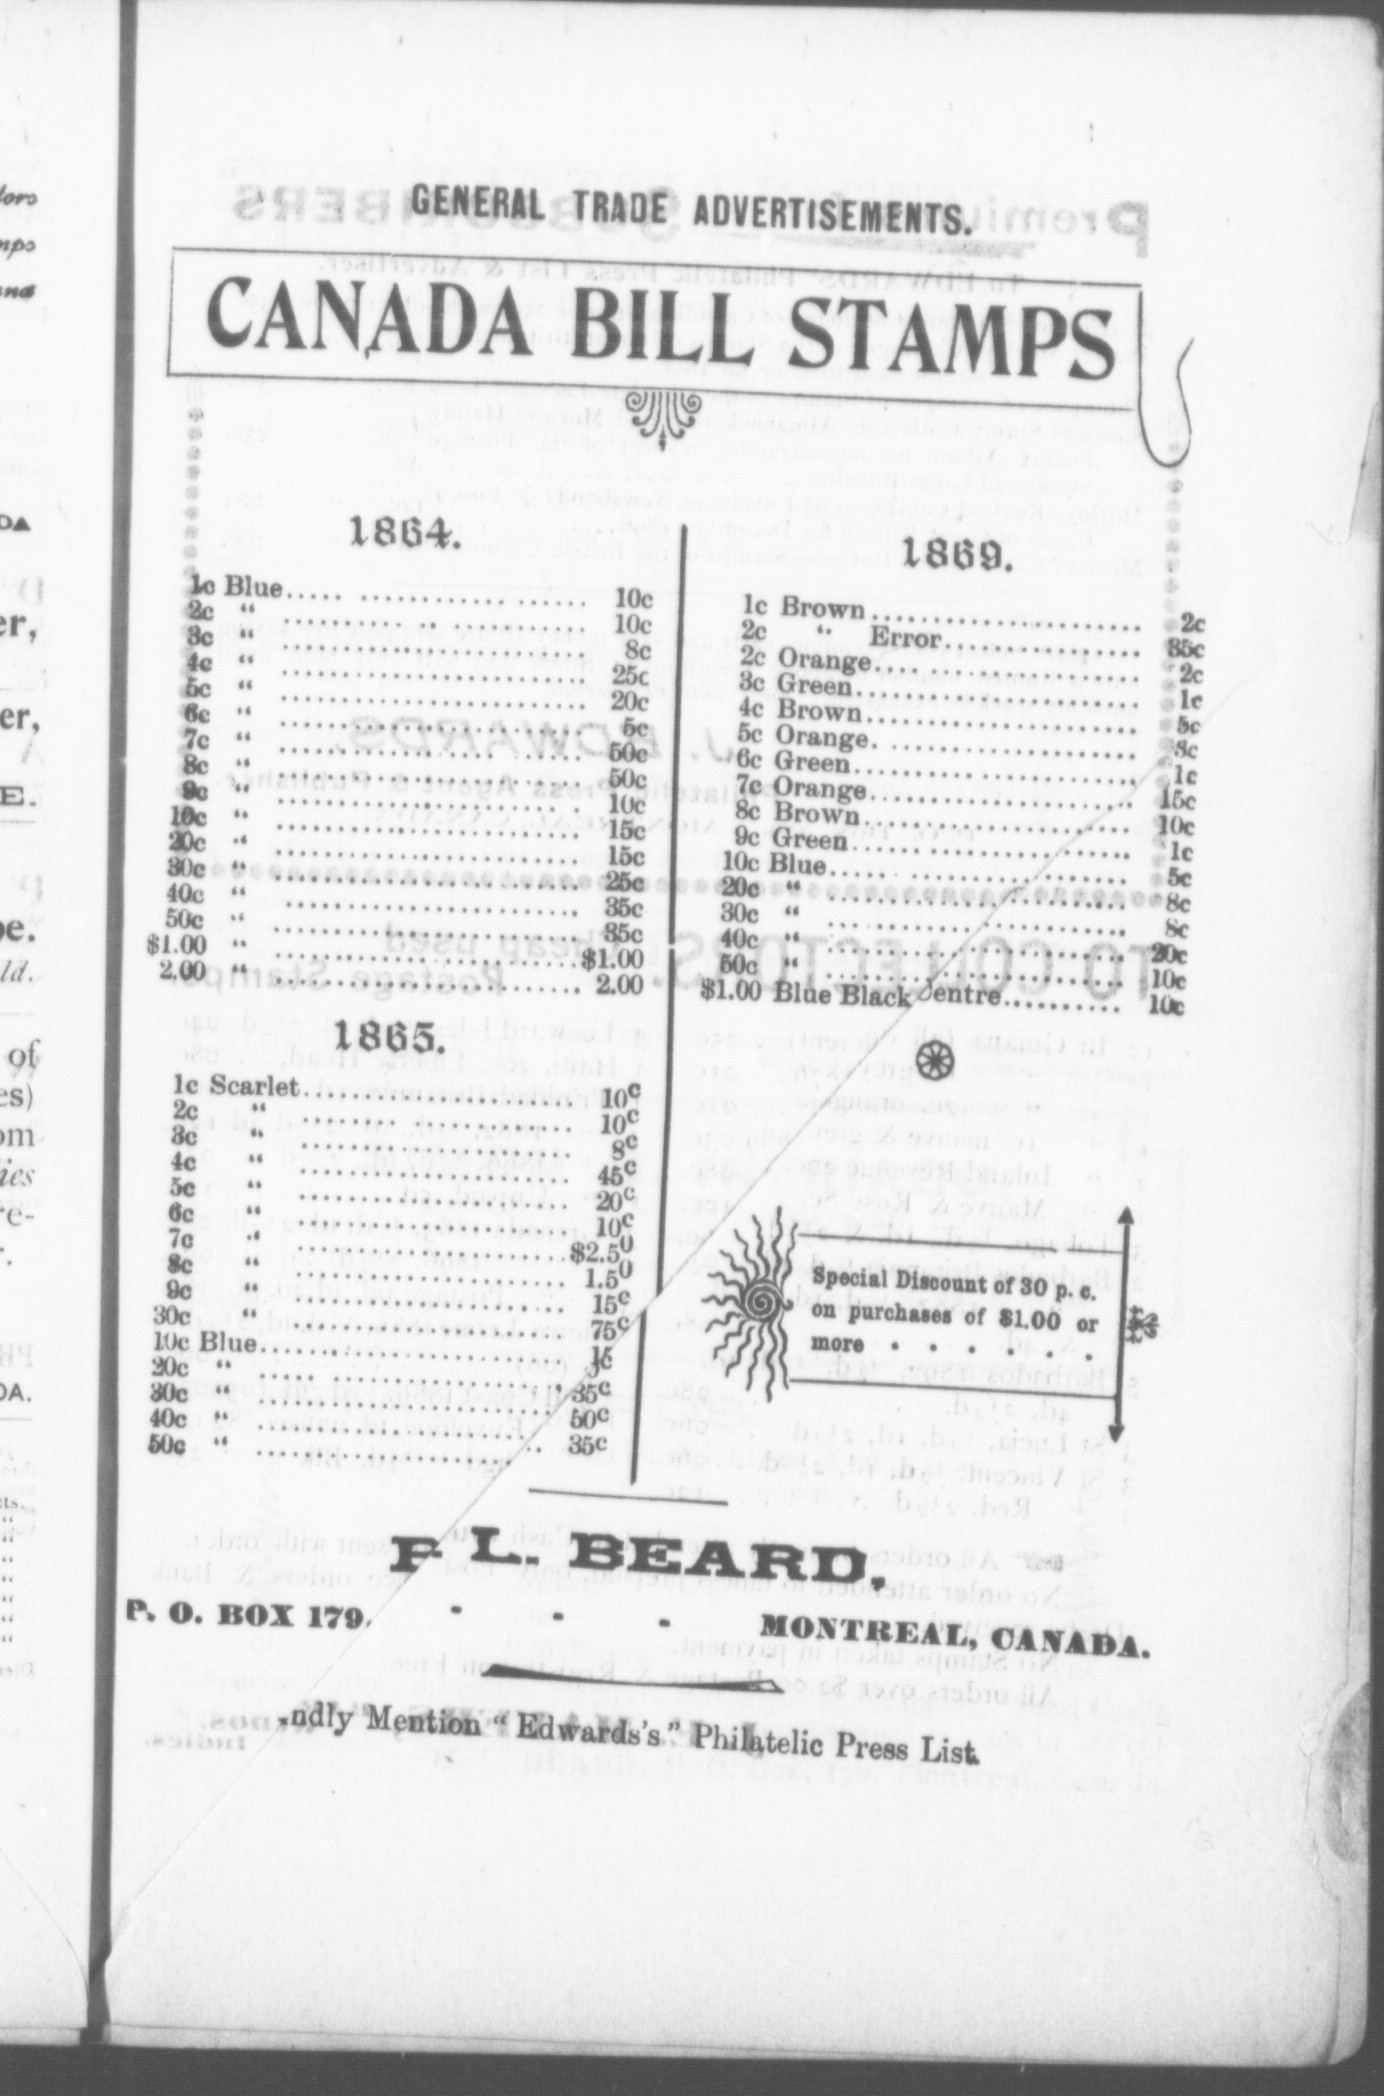 GENERAL TRADE ADVERTISEMENTS.
CANADA BILL STAMPS
1864.
1c Blue..... ............. ...... 10c
2c “ ............ .. ............ 10c
3c “ ........................... 8c
4c “ ........................... 25c
5c “ ........................... 20c
6c “ ........................... 5c
7c “ ........................... 50c
8c “ ........................... 50c
9c “ ........................... 10c
10c “ ........................... 15c
20c “ ........................... 15c
30c “ ........................... 25c
40c “ ........................... 35c
50c “ ........................... 35c
$1.00 “ ...........................$1.00
2.00 “ ........................... 2.00
1865.
1c Scarlet......................... 10c
2c “ ........................ 10c
3c “ ........................ 8c
4c “ ........................ 45c
5c “ ........................ 20c
6c “ ........................ 10c
7c “ ........................$2.50
8c “ ........................ 1.50
9c “ ........................ 15c
30c “ ........................ 75c
10c Blue...........................
20c “ ...........................
30c “ ........................... 35c
40c “ ........................... 50c
50c “ ........................... 35c
1869.
1c Brown........................ 2c
2c “ Error.................. 35c
2c Orange........................ 2c
3c Green........................ 1c
4c Brown........................ 5c
5c Orange. ...................... 3c
6c Green........................ 1c
7c Orange........................ 15c
8c Brown........................ 10c
9c Green........................ 1c
10c Blue..... .................... 5c
20c “ ........................ 8c
30c “ ........................ 8c
40c “ ........................ 20c
50c “ ........................ 10c
$1.00 Blue Black entre.......... 10c
Special Discount of 30 p. c.
on purchases of $1.00 or
more . . . . . .
F L. BEARD,
P. O. BOX 179, - - - MONTREAL, CANADA.
ndly Mention “ Edwards's ” Philatelic Press List.